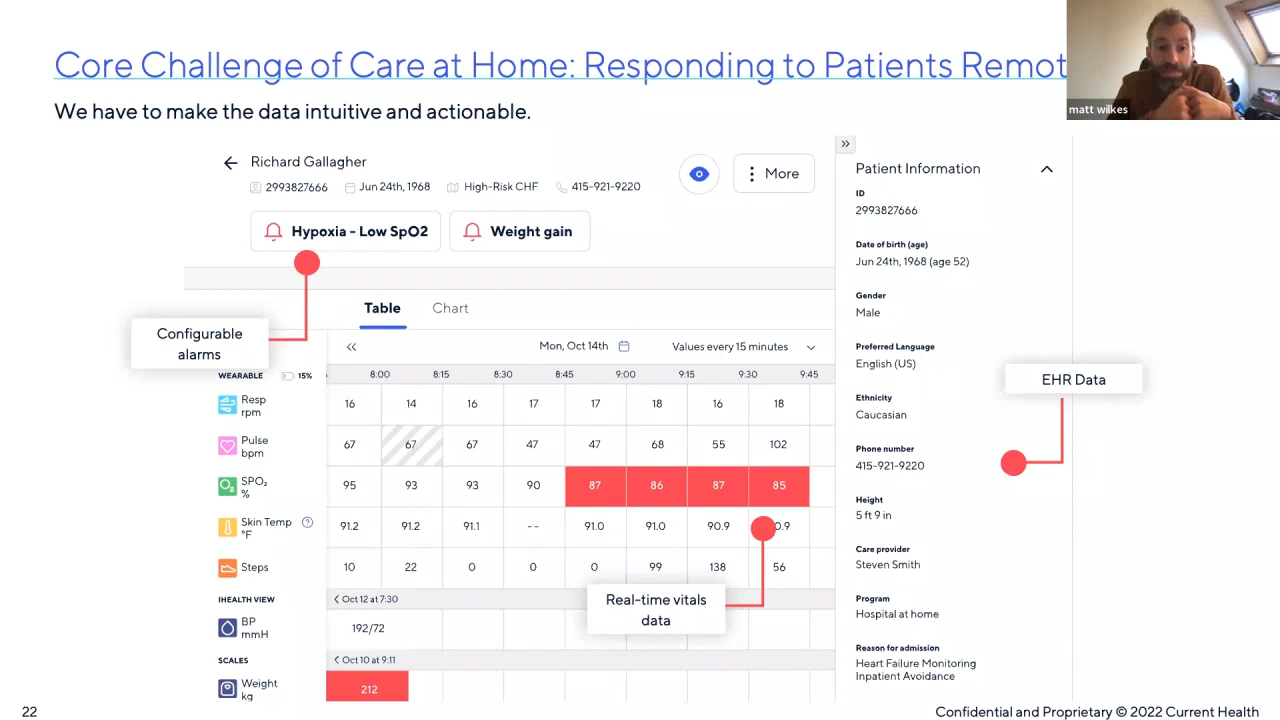 Core Challenge of Care at Home: Responding to Patients Remot
matt wilkes
We have to make the data intuitive and actionable.
Richard Gallagher
2993827666 Jun 24th, 1968 High-Risk CHF 415-921-9220
More
Hypoxia - Low SpO2 Weight gain
Configurable
alarms
Table Chart
Mon, Oct 14th Values every 15 minutes
WEARABLE 15% 8:00 8:15 8:30 8:45 9:00 9:15 9:30 9:45
Resp
rpm
16 14 16 17 17 18 16 18
Pulse
bpm
67 67 67 47 47 68 55 102
SPO₂
%
95 93 93 90 87 86 87 85
Skin Temp
°F
91.2 91.2 91.1 -- 91.0 91.0 90.9 0.9
Steps 10 22 0 0 0 99 138 56
Real-time vitals
data
IHEALTH VIEW Oct 12 at 7:30
BP
mmH
192/72
SCALES Oct 10 at 9:11
Weight
kg
212
Patient Information
ID
2993827666
Date of birth (age)
Jun 24th, 1968 (age 52)
Gender
Male
Preferred Language
English (US)
EHR Data
Ethnicity
Caucasian
Phone number
415-921-9220
Height
5 ft 9 in
Care provider
Steven Smith
Program
Hospital at home
Reason for admission
Heart Failure Monitoring
Inpatient Avoidance
22
Confidential and Proprietary © 2022 Current Health